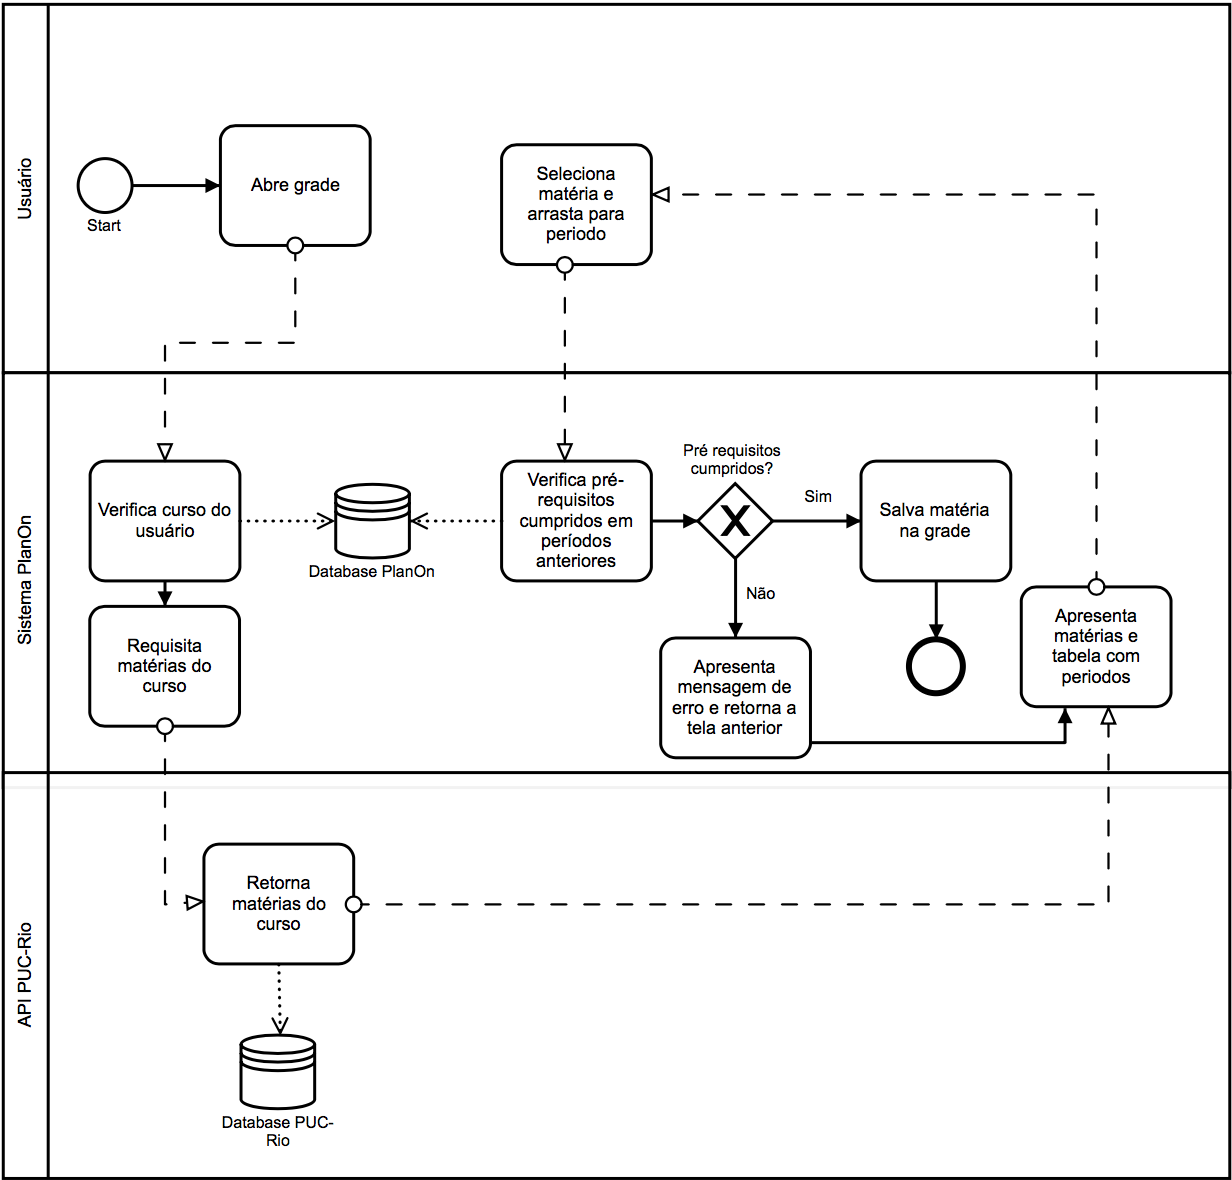 Usuário
Start
Abre grade
Seleciona
matéria e
arrasta para
periodo
Sistema PlanOn
Verifica curso do
usuário
Database PlanOn
Verifica pré-
requisitos
cumpridos em
períodos
anteriores
Pré requisitos
cumpridos?
Sim
Não
Salva matéria
na grade
Requisita
matérias do
curso
Apresenta
mensagem de
erro e retorna a
tela anterior
Apresenta
matérias e
tabela com
periodos
API PUC-Rio
Retorna
matérias do
curso
Database PUC-
Rio